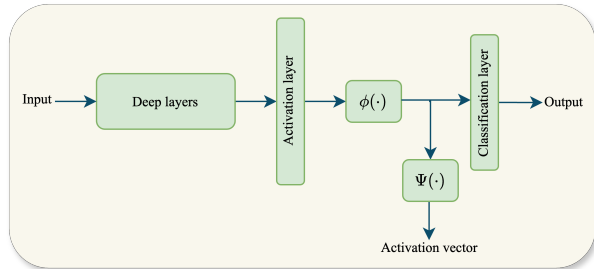 Input
Deep layers
Activation layer
ϕ(·)
Classification layer
Output
Ψ(·)
Activation vector